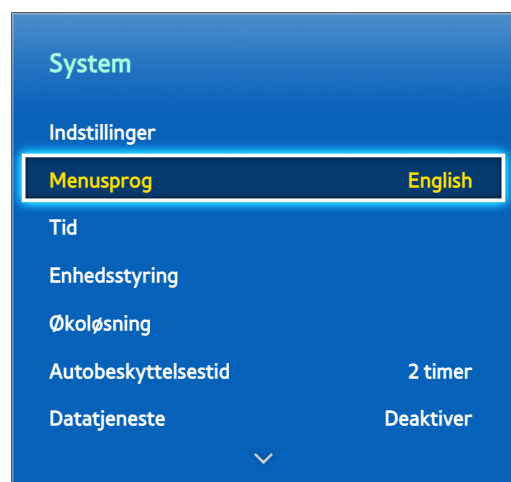 System
Indstillinger
Menusprog English
Tid
Enhedsstyring
Økoløsning
Autobeskyttelsestid 2 timer
Datatjeneste Deaktiver